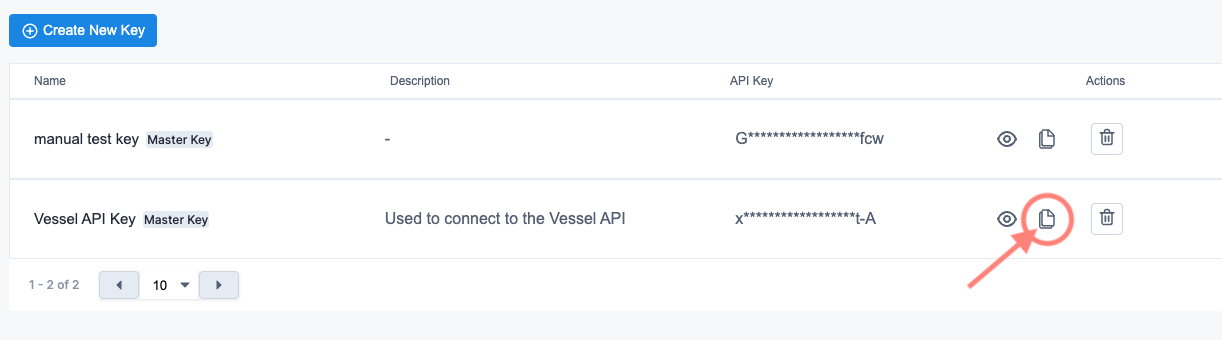 Create New Key
Name Description API Key Actions
manual test key Master Key - G******************fcw
Vessel API Key Master Key Used to connect to the Vessel API x******************t-A
1 - 2 of 2 10